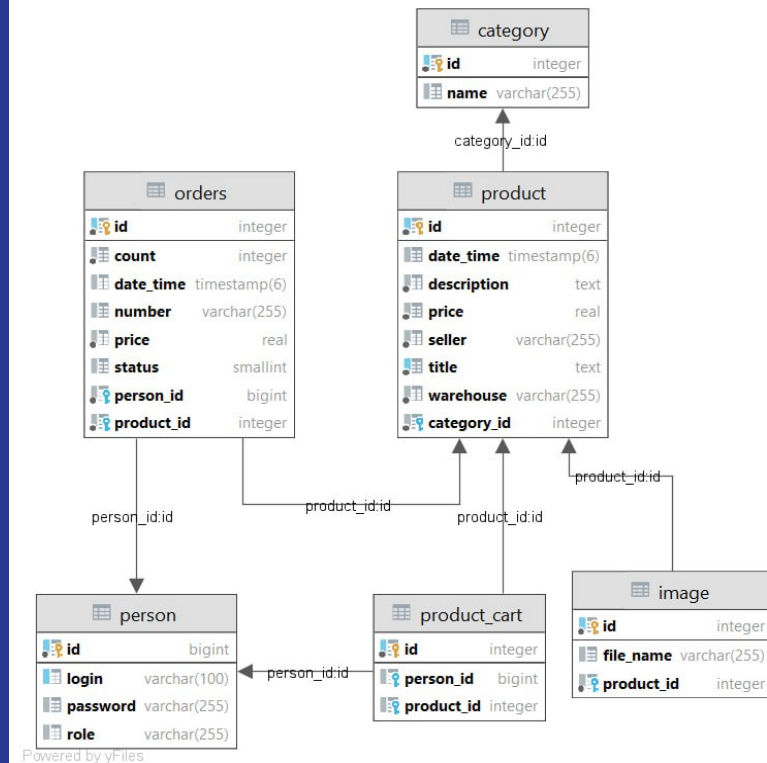 category
id integer
name varchar(255)
category_id:id
orders
id integer
count integer
date_time timestamp(6)
number varchar(255)
price real
status smallint
person_id bigint
product_id integer
product
id integer
date_time timestamp(6)
description text
price real
seller varchar(255)
title text
warehouse varchar(255)
category_id integer
person_id:id
product_id:id
product_id:id
product_id:id
person
id bigint
login varchar(100)
password varchar(255)
role varchar(255)
person_id:id
product_cart
id integer
person_id bigint
product_id integer
image
id integer
file_name varchar(255)
product_id integer
Powered by yFiles